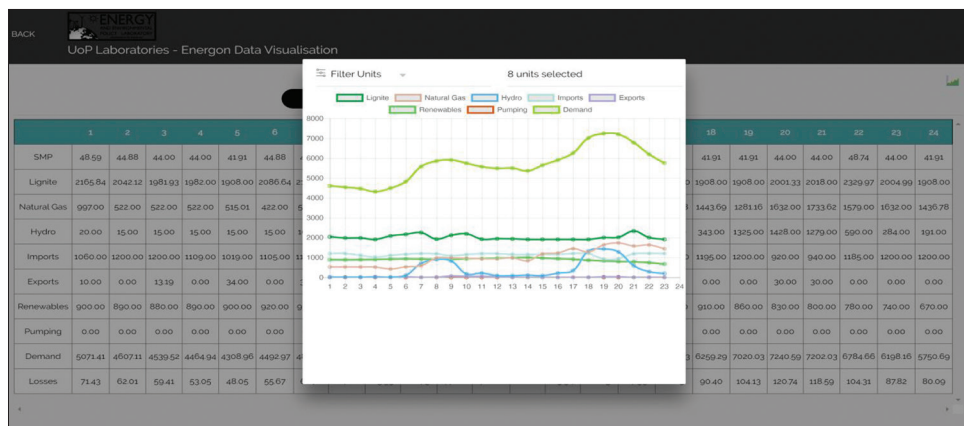 BACK
ENERGY
UoP Laboratories - Energon Data Visualisation
Filter Units
8 units selected
Lignite Natural Gas Hydro Imports Exports
Renewables Pumping Demand
8000
7000
6000
5000
4000
3000
2000
1000
0
1 2 3 4 5 6 7 8 9 10 11 12 13 14 15 16 17 18 19 20 21 22 23 24
1 2 3 4 5 6 18 19 20 21 22 23 24
SMP 48.59 44.88 44.00 44.00 41.91 44.88 41.91 41.91 44.00 44.00 48.74 44.00 41.91
Lignite 2165.84 2042.12 1981.93 1982.00 1908.00 2086.64 1908.00 1908.00 2001.33 2018.00 2329.97 2004.99 1908.00
Natural Gas 997.00 522.00 522.00 522.00 515.01 422.00 1443.69 1281.16 1632.00 1733.62 1579.00 1632.00 1436.78
Hydro 20.00 15.00 15.00 15.00 15.00 15.00 343.00 1325.00 1428.00 1279.00 590.00 284.00 191.00
Imports 1060.00 1200.00 1109.00 1019.00 1105.00 1195.00 1200.00 920.00 940.00 1185.00 1200.00 1200.00
Exports 10.00 0.00 13.19 0.00 34.00 0.00 0.00 0.00 30.00 30.00 0.00 0.00 0.00
Renewables 900.00 890.00 880.00 890.00 900.00 920.00 910.00 860.00 830.00 800.00 780.00 740.00 670.00
Pumping 0.00 0.00 0.00 0.00 0.00 0.00 0.00 0.00 0.00 0.00 0.00 0.00 0.00
Demand 5071.41 4607.11 4539.52 4464.94 4308.96 4492.97 6259.29 7020.03 7240.59 7202.03 6784.66 6198.16 5750.69
Losses 71.43 62.01 59.41 53.05 48.05 55.67 90.40 104.13 120.74 118.59 104.31 87.82 80.09